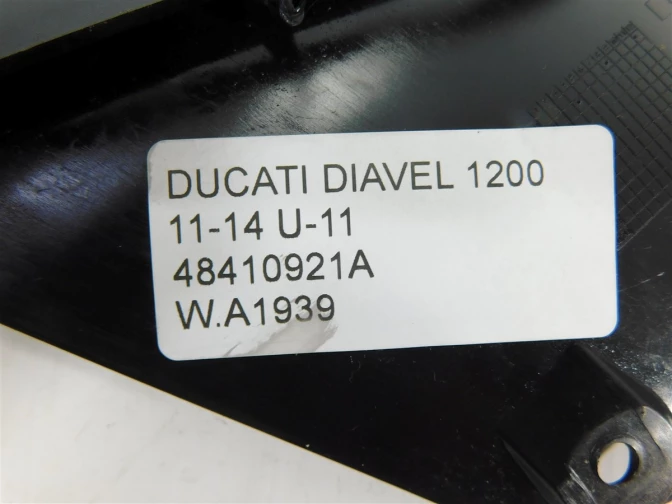 DUCATI DIAVEL 1200
11-14 U-11
48410921A
W.A1939